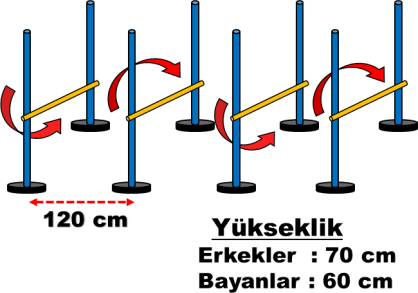 120 cm
Yükseklik
Erkekler : 70 cm
Bayanlar : 60 cm